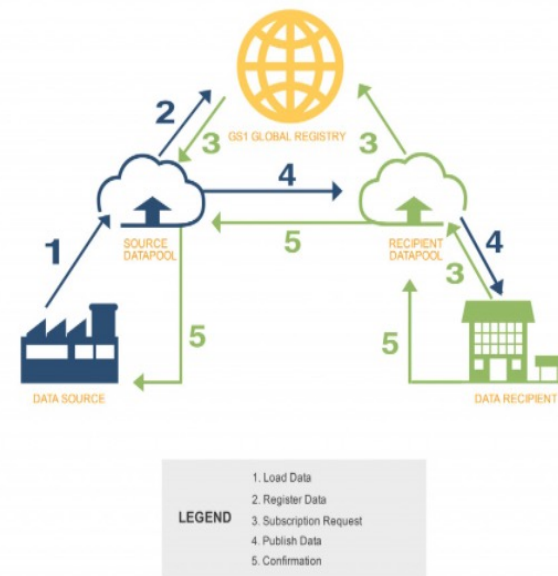 2
GS1 GLOBAL REGISTRY
3
3
4
SOURCE
DATAPOOL
RECIPIENT
DATAPOOL
5
1
4
3
5
5
DATA SOURCE
DATA RECIPIENT
LEGEND
1. Load Data
2. Register Data
3. Subscription Request
4. Publish Data
5. Confirmation